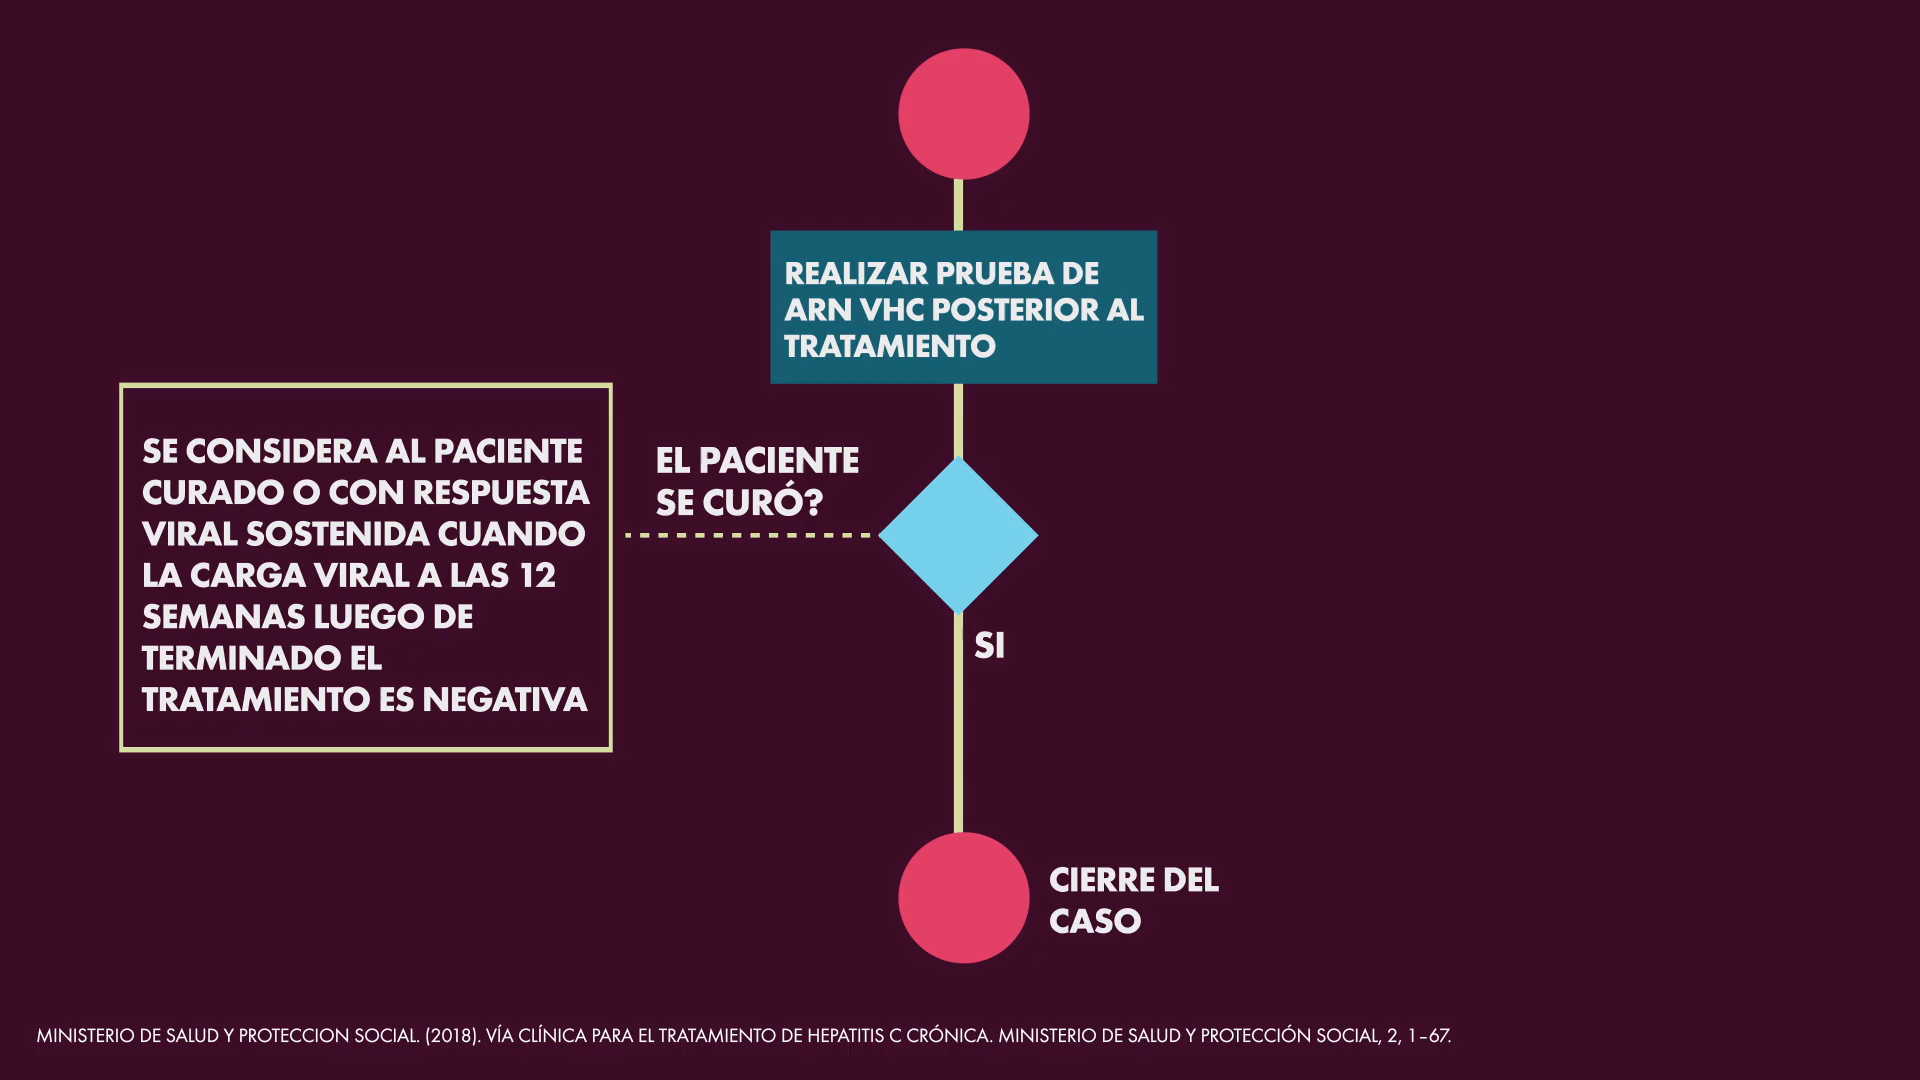 REALIZAR PRUEBA DE
ARN VHC POSTERIOR AL
TRATAMIENTO
SE CONSIDERA AL PACIENTE
CURADO O CON RESPUESTA
VIRAL SOSTENIDA CUANDO
LA CARGA VIRAL A LAS 12
SEMANAS LUEGO DE
TERMINADO EL
TRATAMIENTO ES NEGATIVA
EL PACIENTE
SE CURÓ?
SI
CIERRE DEL
CASO
MINISTERIO DE SALUD Y PROTECCION SOCIAL. (2018). VÍA CLÍNICA PARA EL TRATAMIENTO DE HEPATITIS C CRÓNICA. MINISTERIO DE SALUD Y PROTECCIÓN SOCIAL, 2, 1–67.